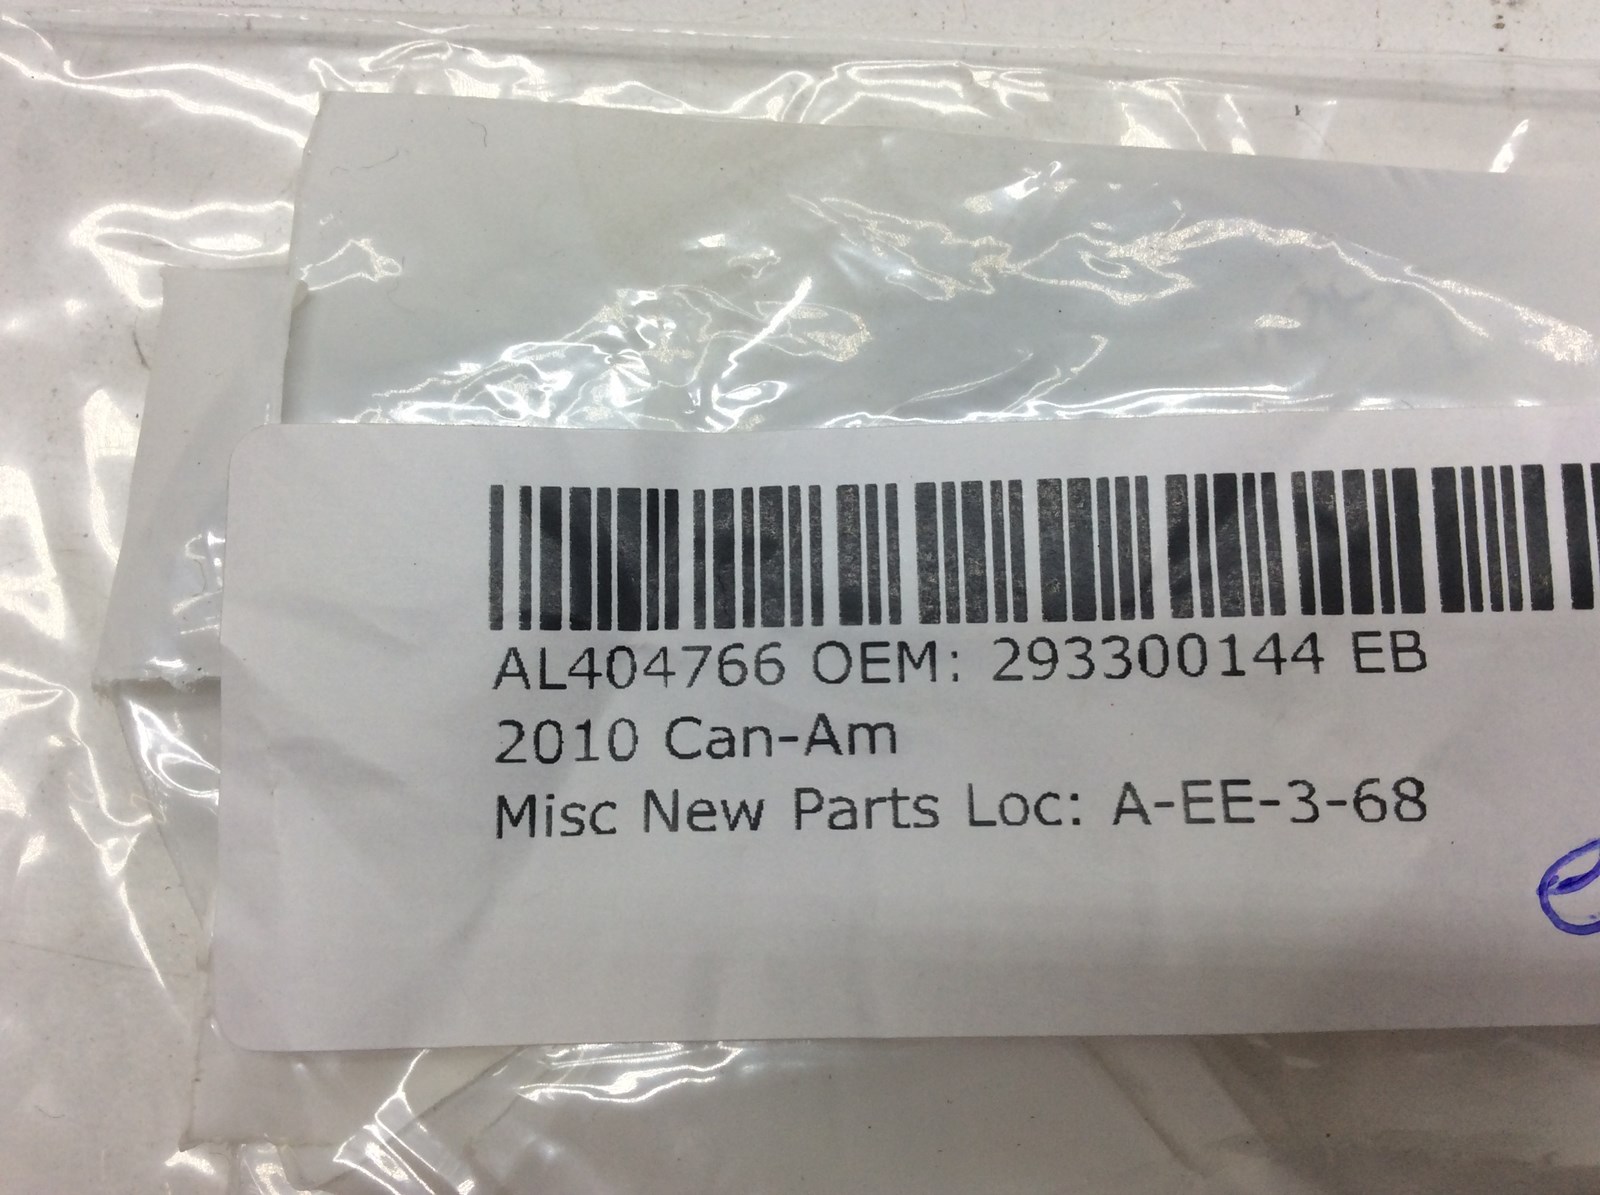 AL404766 OEM: 293300144 EB
2010 Can-Am
Misc New Parts Loc: A-EE-3-68